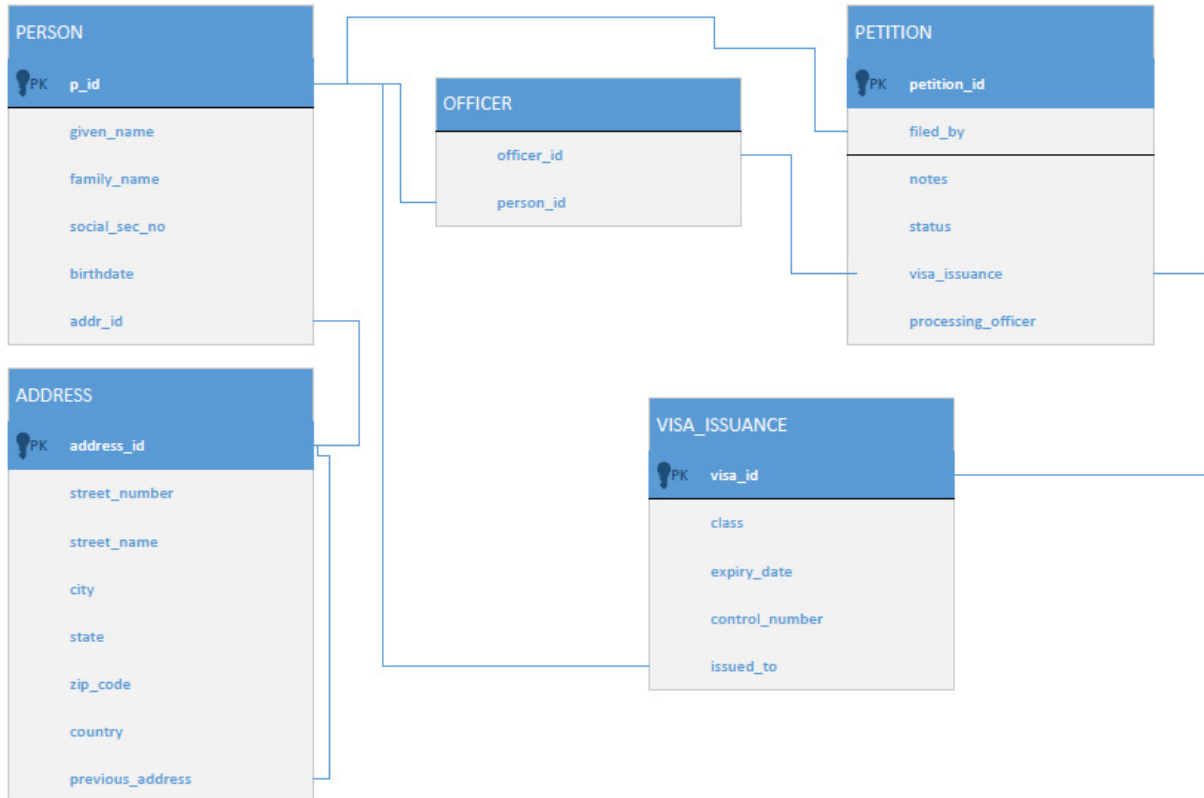 PERSON
PK p_id
given_name
family_name
social_sec_no
birthdate
addr_id
ADDRESS
PK address_id
street_number
street_name
city
state
zip_code
country
previous_address
OFFICER
officer_id
person_id
PETITION
PK petition_id
filed_by
notes
status
visa_issuance
processing_officer
VISA_ISSUANCE
PK visa_id
class
expiry_date
control_number
issued_to